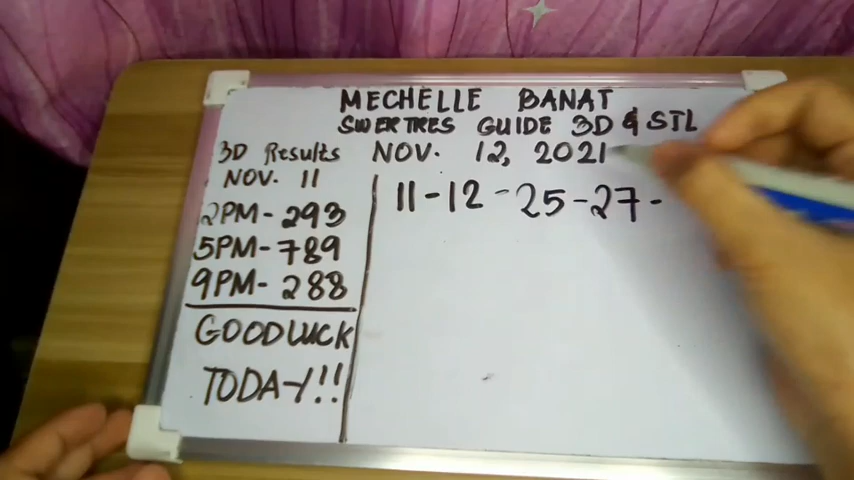 MECHELLE BANAT
SWERTRES GUIDE 3D & STL
NOV. 12, 2021
3D Results
NOV. 11
2PM - 293
5PM - 789
9PM - 288
GOODLUCK
TODAY!!
11 - 12 - 25 - 27 -